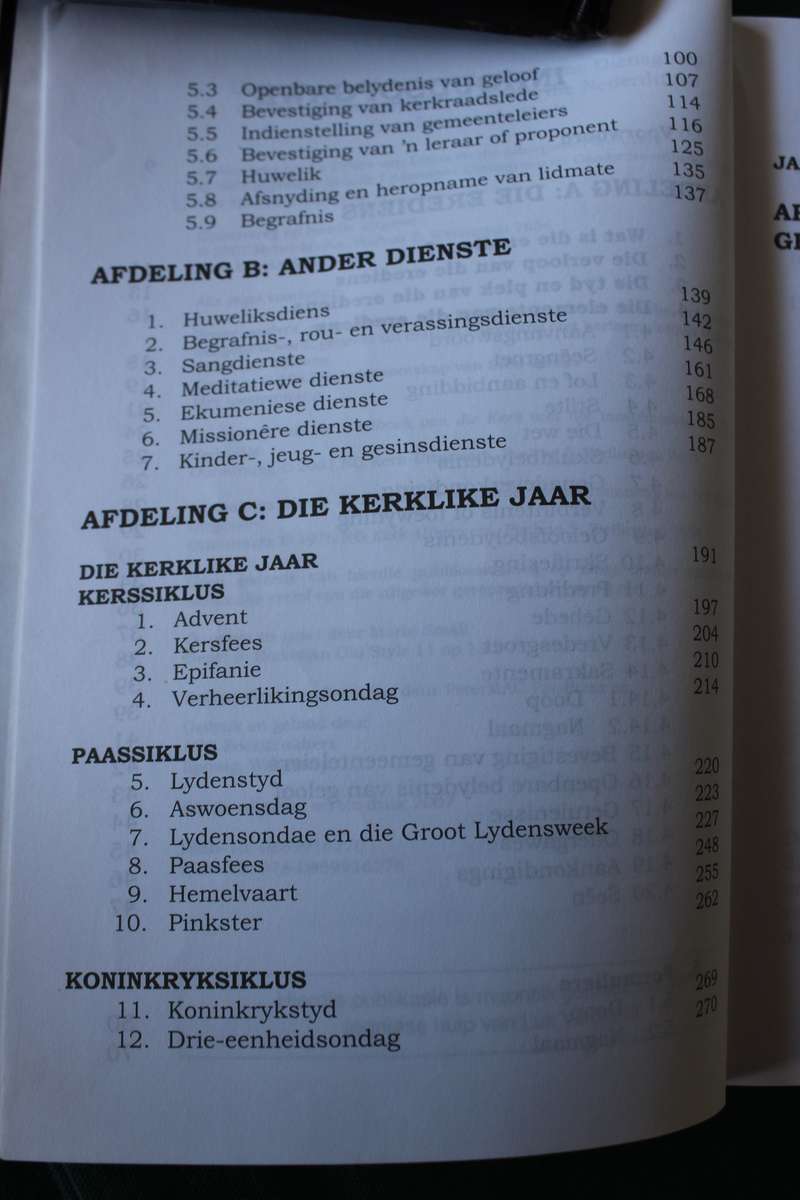 5.3 Openbare belydenis van geloof 100
5.4 Bevestiging van kerkraadslede 107
5.5 Indienstelling van gemeenteleiers 114
5.6 Bevestiging van 'n leraar of proponent 116
5.7 Huwelik 125
5.8 Afsnyding en heropname van lidmate 135
5.9 Begrafnis 137
AFDELING B: ANDER DIENSTE
1. Huweliksdiens 139
2. Begrafnis-, rou- en verassingsdienste 142
3. Sangdienste 146
4. Meditatiewe dienste 161
5. Ekumeniese dienste 168
6. Missionêre dienste 185
7. Kinder-, jeug- en gesinsdienste 187
AFDELING C: DIE KERKLIKE JAAR
DIE KERKLIKE JAAR 191
KERSSIKLUS
1. Advent 197
2. Kersfees 204
3. Epifanie 210
4. Verheerlikingsondag 214
PAASSIKLUS
5. Lydenstyd 220
6. Aswoensdag 223
7. Lydensondae en die Groot Lydensweek 227
8. Paasfees 248
9. Hemelvaart 255
10. Pinkster 262
KONINKRYKSIKLUS
11. Koninkrykstyd 269
12. Drie-eenheidsondag 270